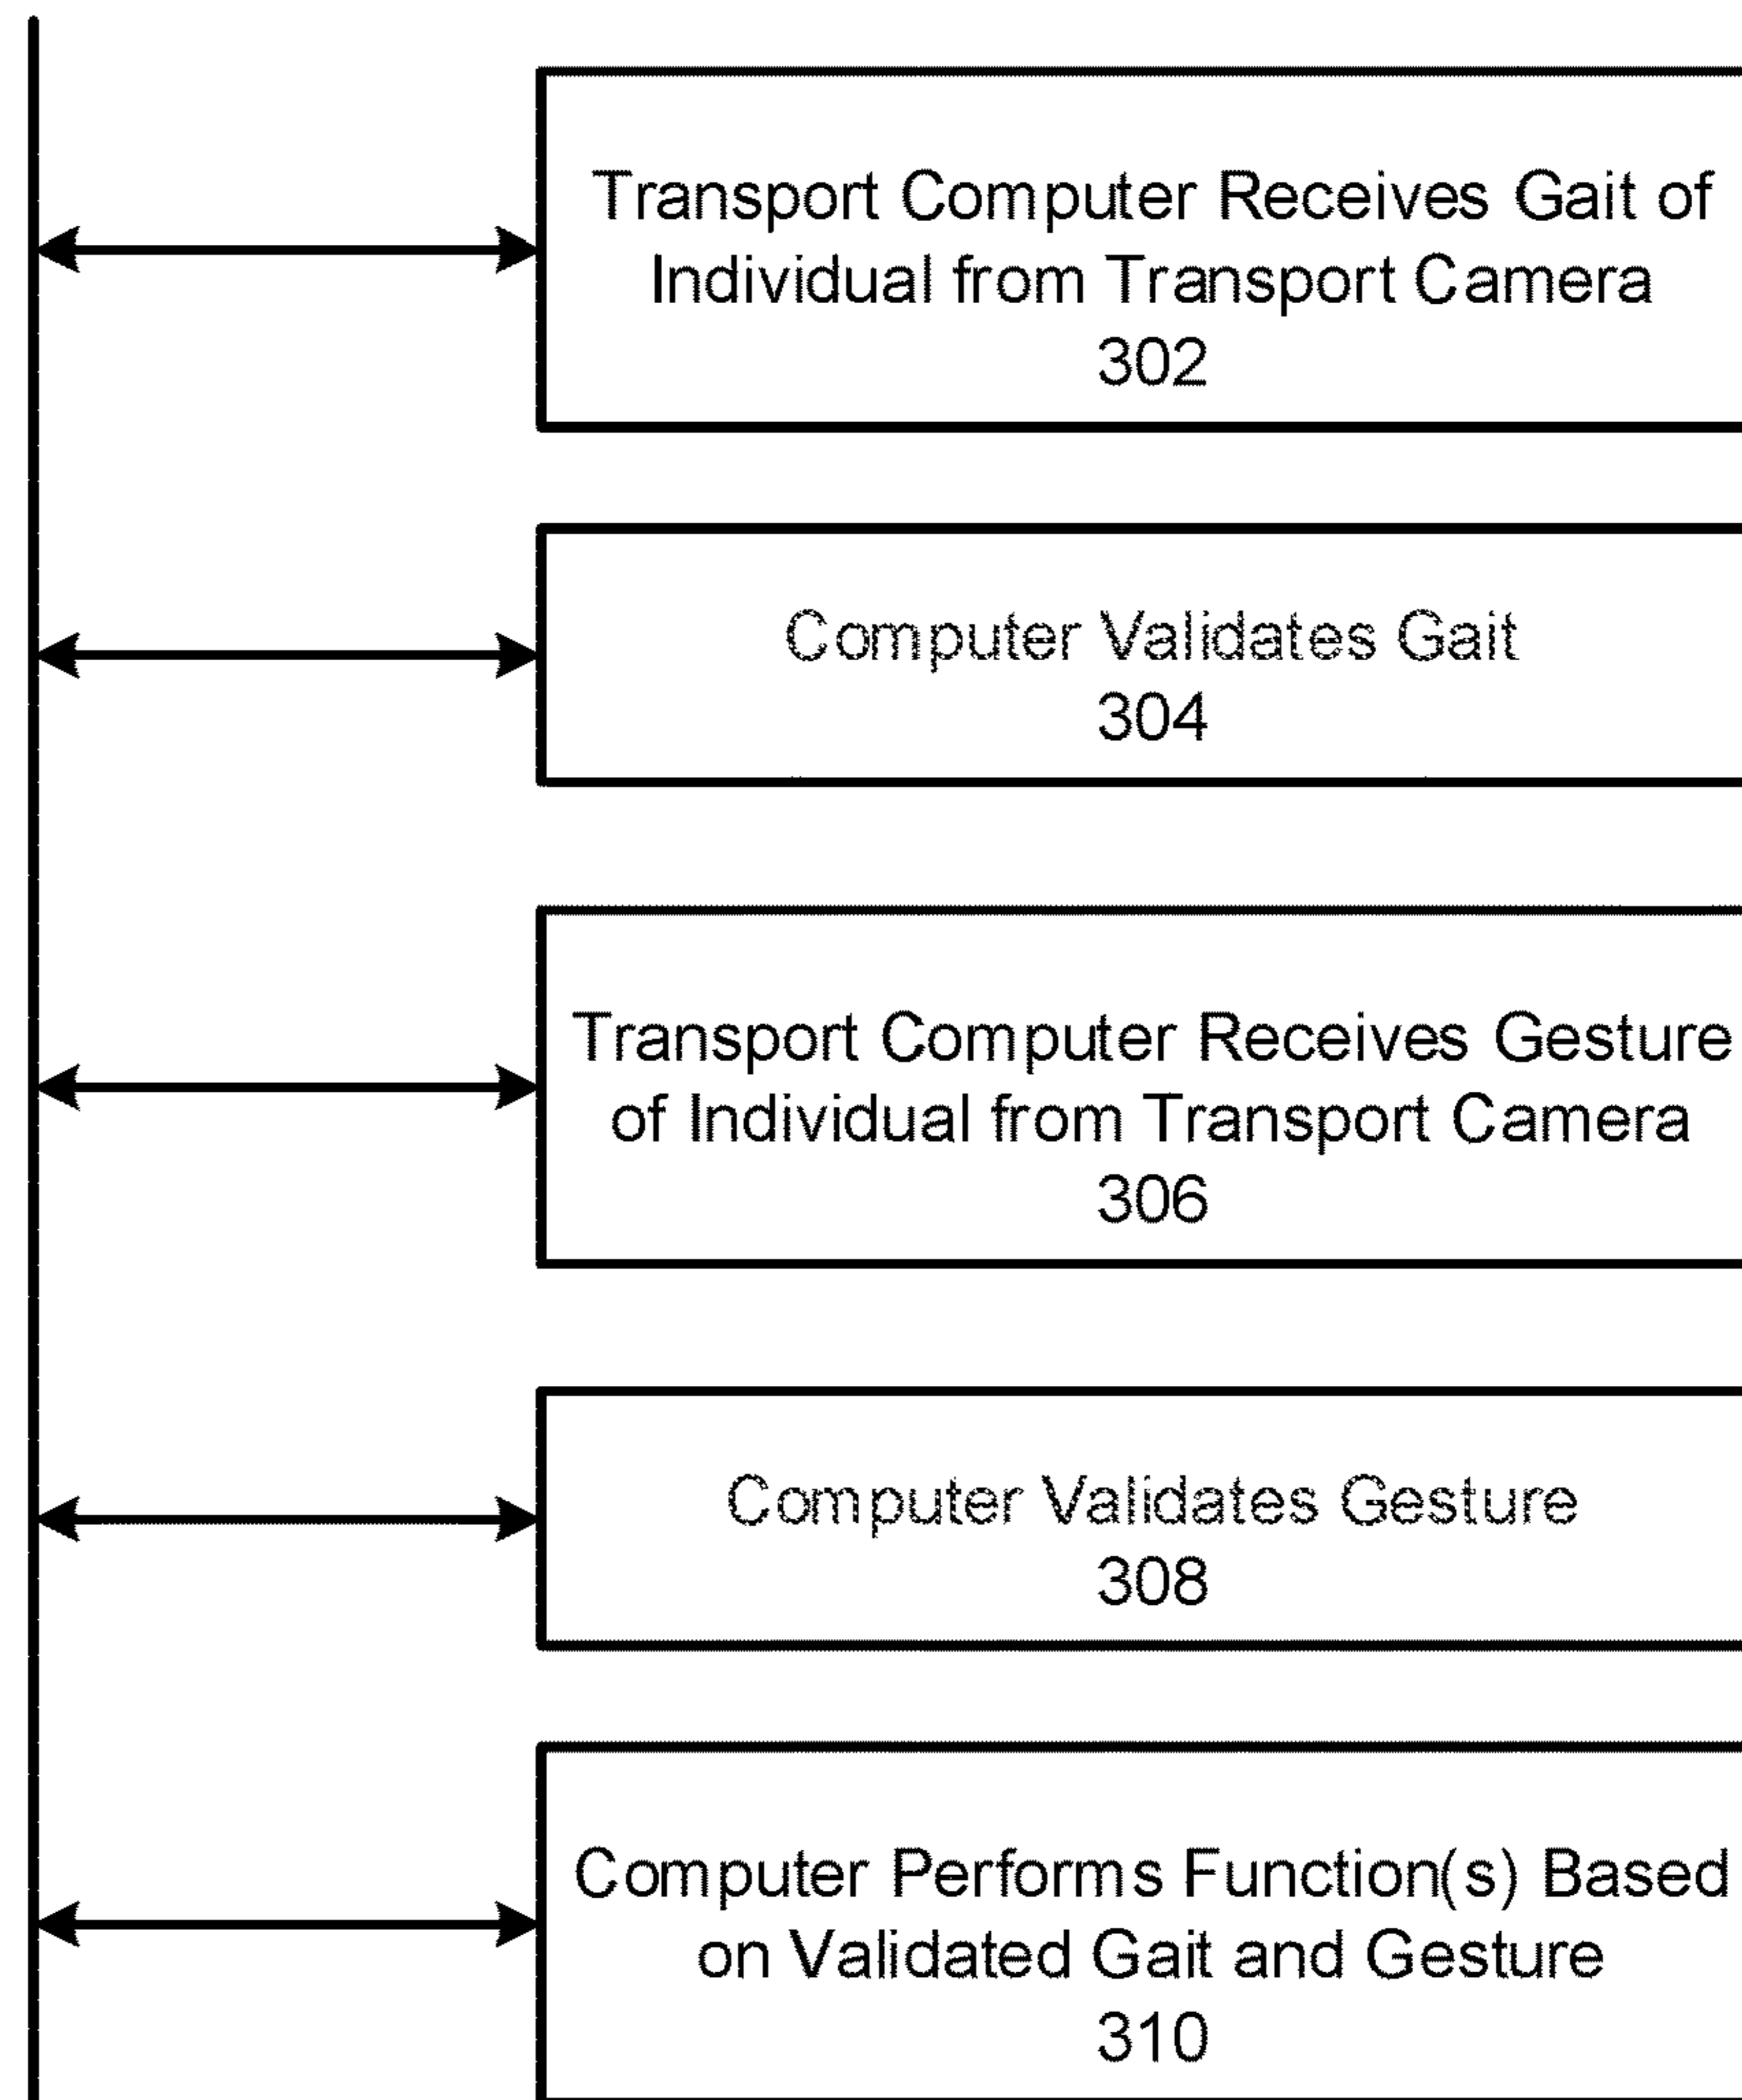 Transport Computer Receives Gait of
Individual from Transport Camera
302
Computer Validates Gait
304
Transport Computer Receives Gesture
of Individual from Transport Camera
306
Computer Validates Gesture
308
Computer Performs Function(s) Based
on Validated Gait and Gesture
310